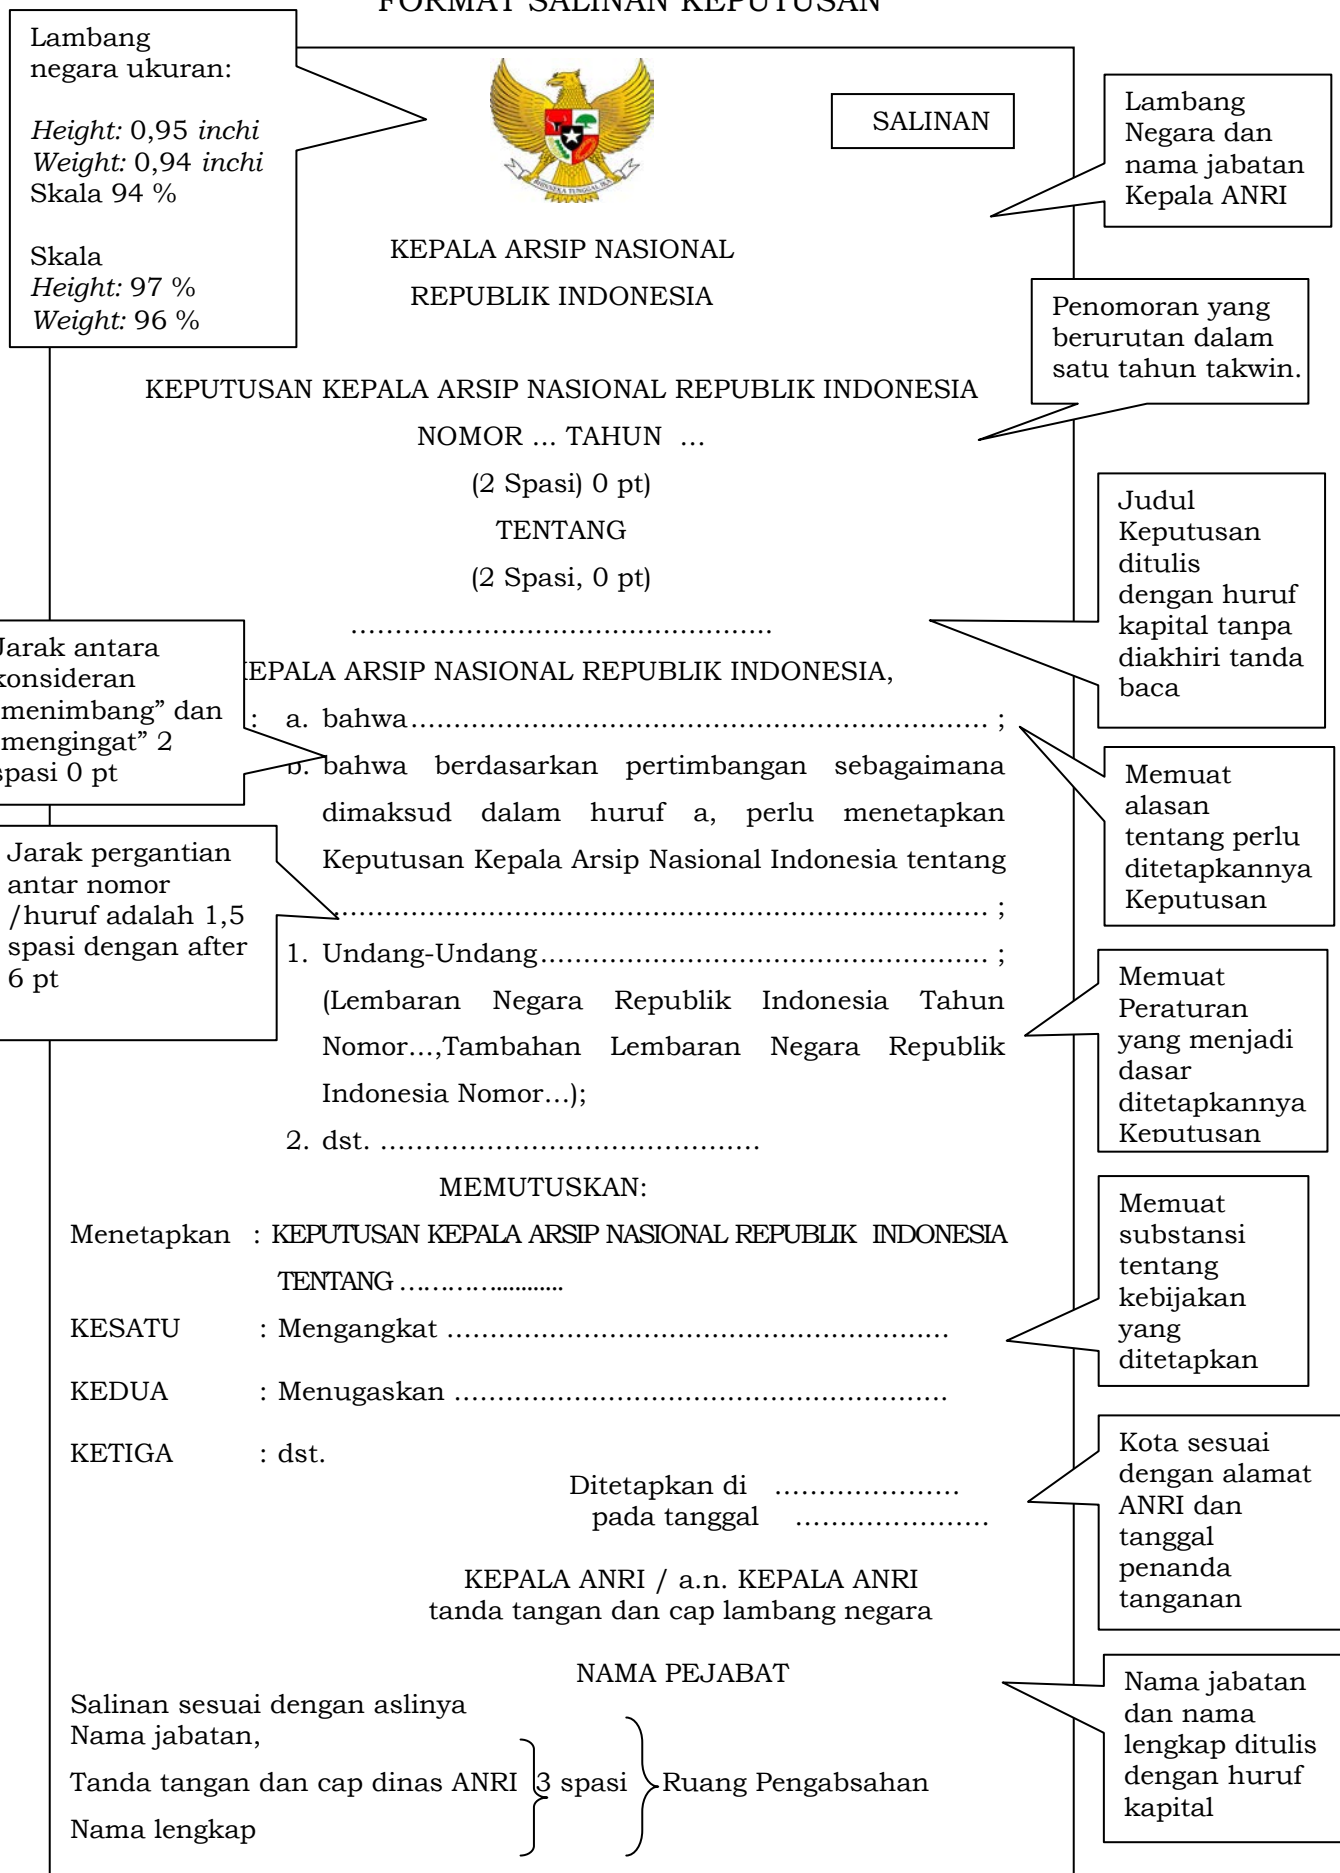 FORMAT SALINAN KEPUTUSAN
Lambang
negara ukuran:
Height: 0,95 inchi
Weight: 0,94 inchi
Skala 94 %
Skala
Height: 97 %
Weight: 96 %
BHINNEKA TUNGGAL IKA
SALINAN
Lambang
Negara dan
nama jabatan
Kepala ANRI
KEPALA ARSIP NASIONAL
REPUBLIK INDONESIA
Penomoran yang
berurutan dalam
satu tahun takwin.
KEPUTUSAN KEPALA ARSIP NASIONAL REPUBLIK INDONESIA
NOMOR … TAHUN …
(2 Spasi) 0 pt)
TENTANG
(2 Spasi, 0 pt)
…………………………………………
Judul
Keputusan
ditulis
dengan huruf
kapital tanpa
diakhiri tanda
baca
Jarak antara
konsideran
menimbang” dan
mengingat” 2
spasi 0 pt
EPALA ARSIP NASIONAL REPUBLIK INDONESIA,
: a. bahwa………………………………………………………… ;
b. bahwa berdasarkan pertimbangan sebagaimana
dimaksud dalam huruf a, perlu menetapkan
Keputusan Kepala Arsip Nasional Indonesia tentang
………………………………………………………………… ;
Memuat
alasan
tentang perlu
ditetapkannya
Keputusan
Jarak pergantian
antar nomor
/huruf adalah 1,5
spasi dengan after
6 pt
1. Undang-Undang…………………………………………… ;
(Lembaran Negara Republik Indonesia Tahun
Nomor…,Tambahan Lembaran Negara Republik
Indonesia Nomor…);
2. dst. ……………………………………
Memuat
Peraturan
yang menjadi
dasar
ditetapkannya
Keputusan
MEMUTUSKAN:
Menetapkan : KEPUTUSAN KEPALA ARSIP NASIONAL REPUBLIK INDONESIA
TENTANG ……………………
KESATU : Mengangkat …………………………………………………
KEDUA : Menugaskan …………………………………………………
KETIGA : dst.
Memuat
substansi
tentang
kebijakan
yang
ditetapkan
Ditetapkan di …………………
pada tanggal ………………….
Kota sesuai
dengan alamat
ANRI dan
tanggal
penanda
tanganan
KEPALA ANRI / a.n. KEPALA ANRI
tanda tangan dan cap lambang negara
NAMA PEJABAT
Nama jabatan
dan nama
lengkap ditulis
dengan huruf
kapital
Salinan sesuai dengan aslinya
Nama jabatan,
Tanda tangan dan cap dinas ANRI 3 spasi Ruang Pengabsahan
Nama lengkap